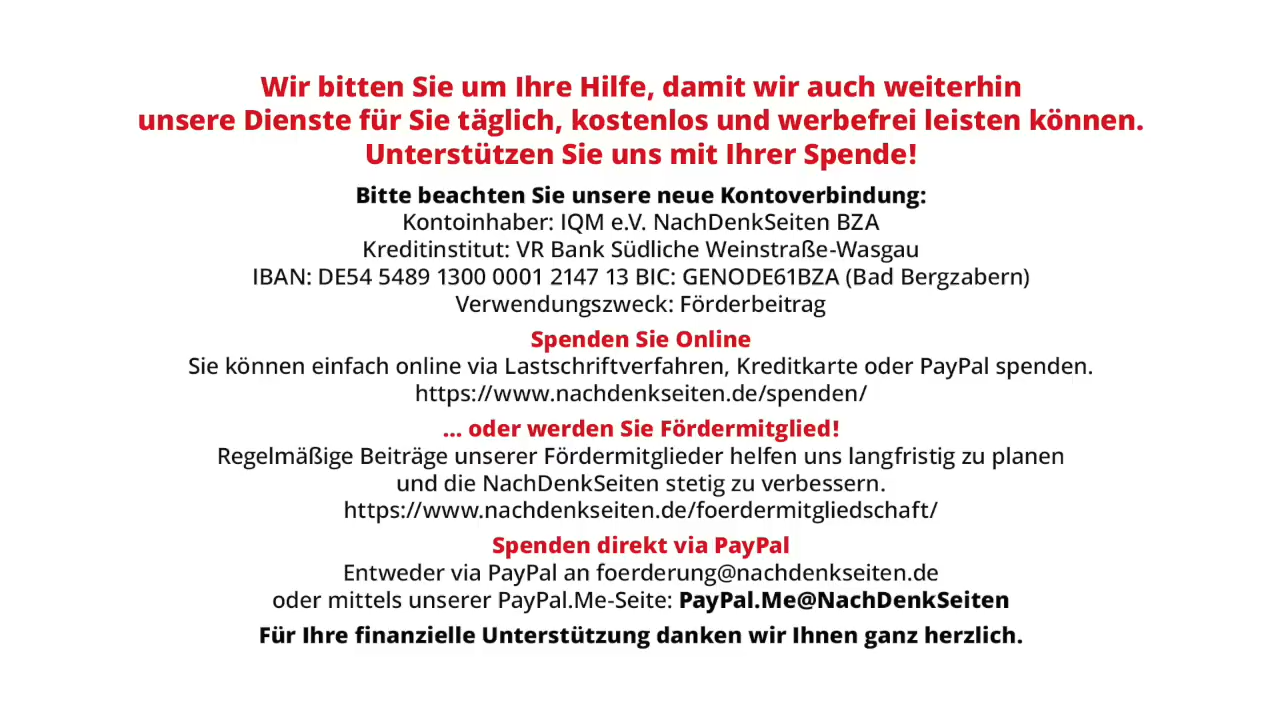 Wir bitten Sie um Ihre Hilfe, damit wir auch weiterhin
unsere Dienste für Sie täglich, kostenlos und werbefrei leisten können.
Unterstützen Sie uns mit Ihrer Spende!
Bitte beachten Sie unsere neue Kontoverbindung:
Kontoinhaber: IQM e.V. NachDenkSeiten BZA
Kreditinstitut: VR Bank Südliche Weinstraße-Wasgau
IBAN: DE54 5489 1300 0001 2147 13 BIC: GENODE61BZA (Bad Bergzabern)
Verwendungszweck: Förderbeitrag
Spenden Sie Online
Sie können einfach online via Lastschriftverfahren, Kreditkarte oder PayPal spenden.
https://www.nachdenkseiten.de/spenden/
... oder werden Sie Fördermitglied!
Regelmäßige Beiträge unserer Fördermitglieder helfen uns langfristig zu planen
und die NachDenkSeiten stetig zu verbessern.
https://www.nachdenkseiten.de/foerdermitgliedschaft/
Spenden direkt via PayPal
Entweder via PayPal an foerderung@nachdenkseiten.de
oder mittels unserer PayPal.Me-Seite: PayPal.Me@NachDenkSeiten
Für Ihre finanzielle Unterstützung danken wir Ihnen ganz herzlich.